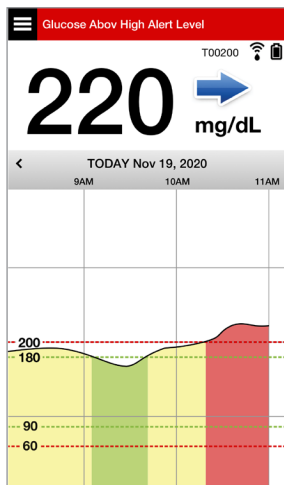 Glucose Abov High Alert Level
T00200
220
mg/dL
< TODAY Nov 19, 2020
9AM 10AM 11AM
200
180
90
60